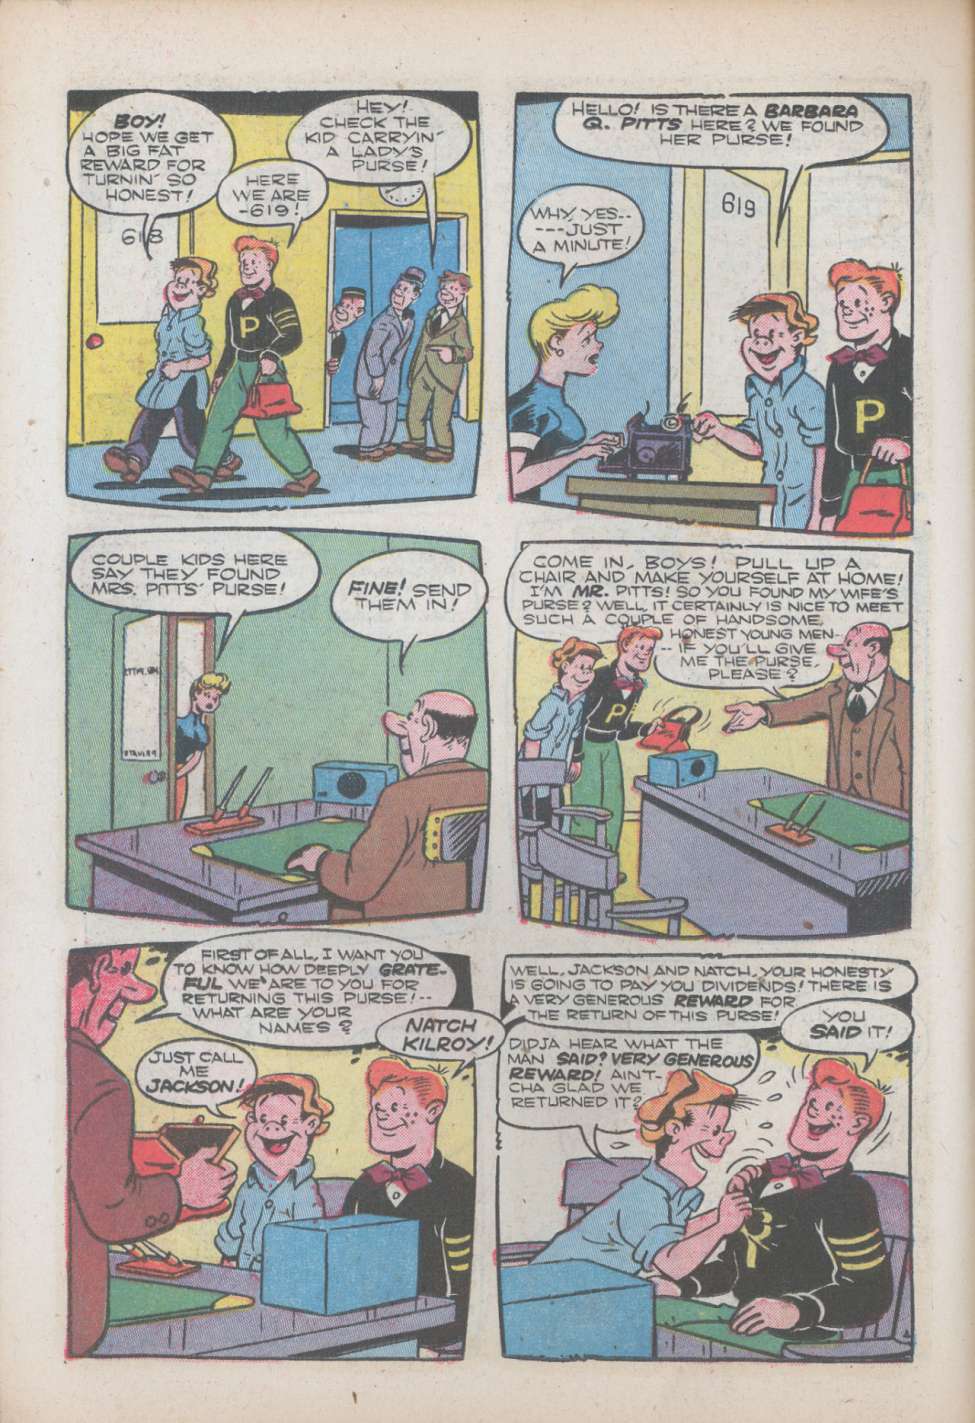 BOY!
HOPE WE GET
A BIG FAT
REWARD FOR
TURNIN' SO
HONEST!
HERE
WE ARE
-619!
HEY!
CHECK THE
KID CARRYIN'
A LADY'S
PURSE!
618
P
HELLO! IS THERE A BARBARA
Q. PITTS HERE? WE FOUND
HER PURSE!
WHY, YES--
---JUST
A MINUTE!
619
P
COUPLE KIDS HERE
SAY THEY FOUND
MRS. PITTS' PURSE!
FINE! SEND
THEM IN!
COME IN, BOYS! PULL UP A
CHAIR AND MAKE YOURSELF AT HOME!
I'M MR. PITTS! SO YOU FOUND MY WIFE'S
PURSE? WELL, IT CERTAINLY IS NICE TO MEET
SUCH A COUPLE OF HANDSOME,
HONEST YOUNG MEN--
-- IF YOU'LL GIVE
ME THE PURSE,
PLEASE?
P
FIRST OF ALL, I WANT YOU
TO KNOW HOW DEEPLY GRATE-
FUL WE ARE TO YOU FOR
RETURNING THIS PURSE!--
WHAT ARE YOUR
NAMES?
JUST CALL
ME
JACKSON!
NATCH
KILROY!
WELL, JACKSON AND NATCH, YOUR HONESTY
IS GOING TO PAY YOU DIVIDENDS! THERE IS
A VERY GENEROUS REWARD FOR
THE RETURN OF THIS PURSE!
DIDJA HEAR WHAT THE
MAN SAID? VERY GENEROUS
REWARD! AIN'T-
CHA GLAD WE
RETURNED IT?
YOU
SAID IT!
P